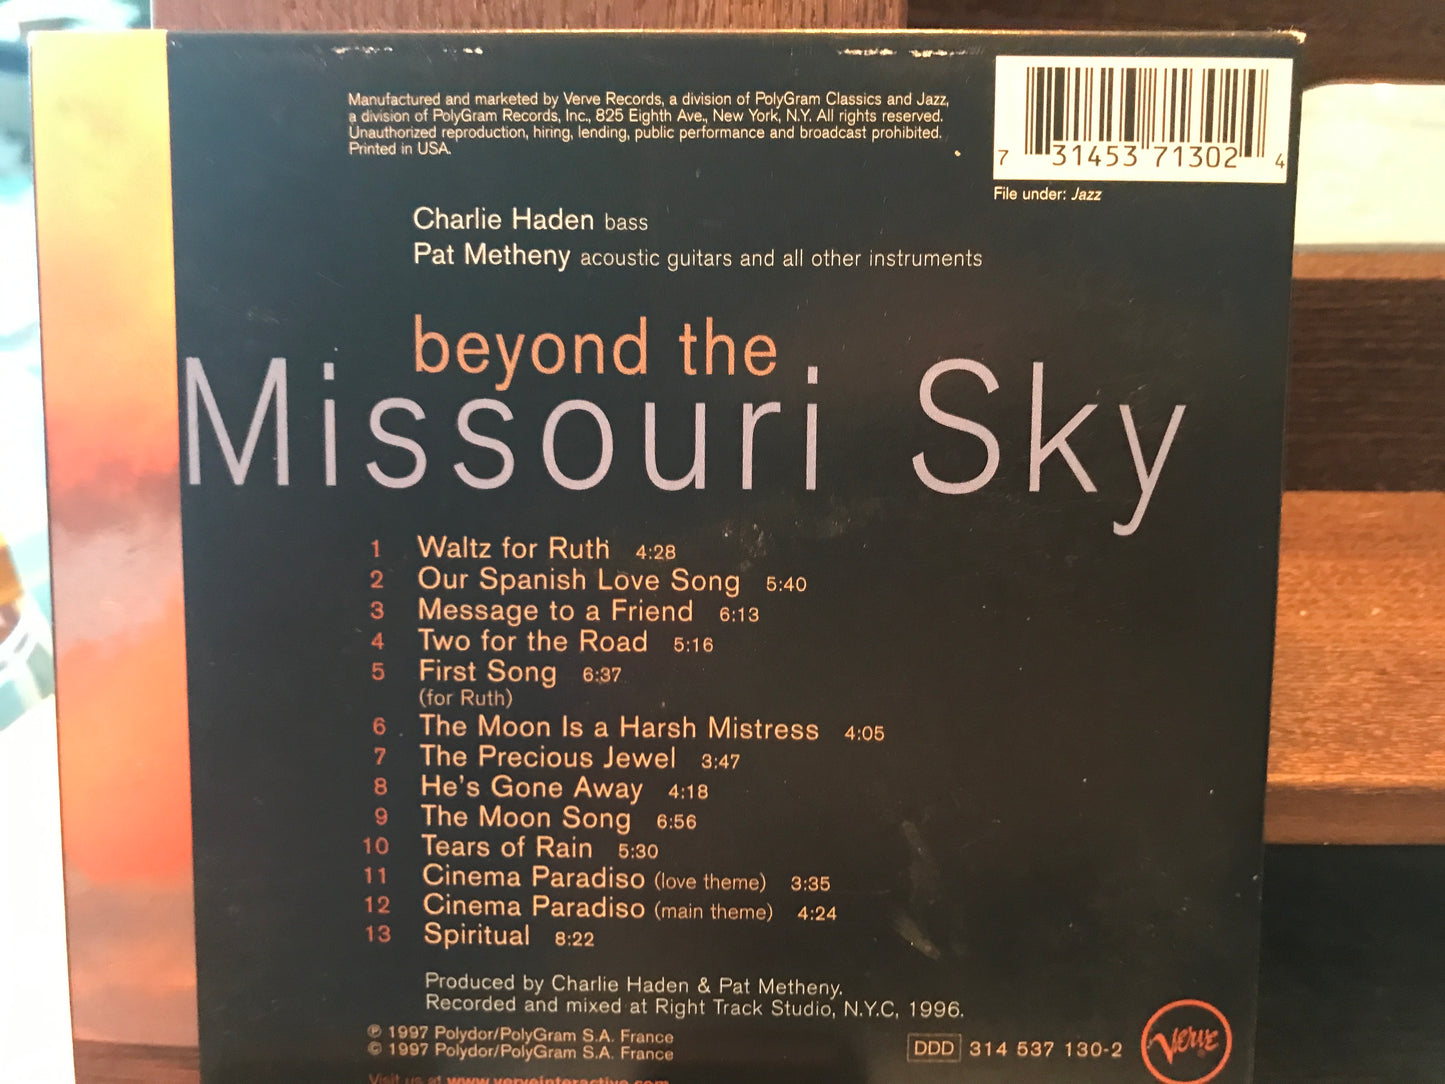 Manufactured and marketed by Verve Records, a division of PolyGram Classics and Jazz,
a division of PolyGram Records, Inc., 825 Eighth Ave., New York, N.Y. All rights reserved.
Unauthorized reproduction, hiring, lending, public performance and broadcast prohibited.
Printed in USA.
7 31453 71302 4
File under: Jazz
Charlie Haden bass
Pat Metheny acoustic guitars and all other instruments
beyond the
Missouri Sky
1 Waltz for Ruth 4:28
2 Our Spanish Love Song 5:40
3 Message to a Friend 6:13
4 Two for the Road 5:16
5 First Song 6:37
(for Ruth)
6 The Moon Is a Harsh Mistress 4:05
7 The Precious Jewel 3:47
8 He's Gone Away 4:18
9 The Moon Song 6:56
10 Tears of Rain 5:30
11 Cinema Paradiso (love theme) 3:35
12 Cinema Paradiso (main theme) 4:24
13 Spiritual 8:22
Produced by Charlie Haden & Pat Metheny.
Recorded and mixed at Right Track Studio, N.Y.C, 1996.
℗ 1997 Polydor/PolyGram S.A. France
© 1997 Polydor/PolyGram S.A. France
DDD 314 537 130-2
VERVE
Visit us at www.verveinteractive.com